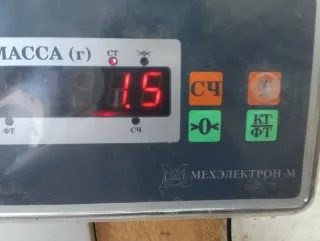 МАССА (г)
СТ >0<
1.5
ФТ СЧ
СЧ
>0<
КГ
ФТ
МЕХЭЛЕКТРОН-М